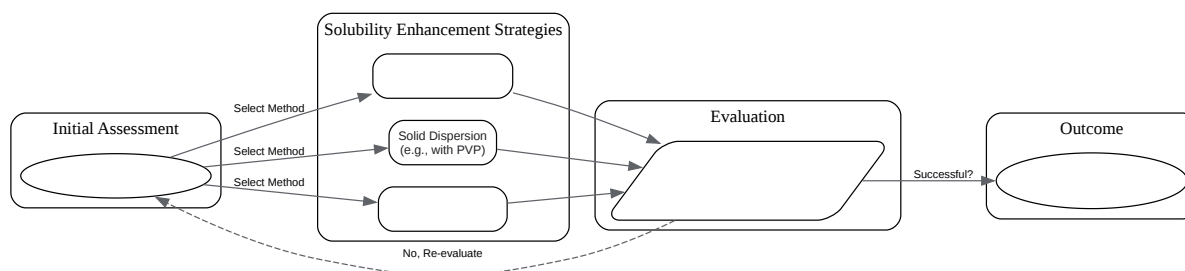 Solubility Enhancement Strategies
Initial Assessment
Select Method
Select Method
Select Method
Solid Dispersion
(e.g., with PVP)
Evaluation
Successful?
Outcome
No, Re-evaluate